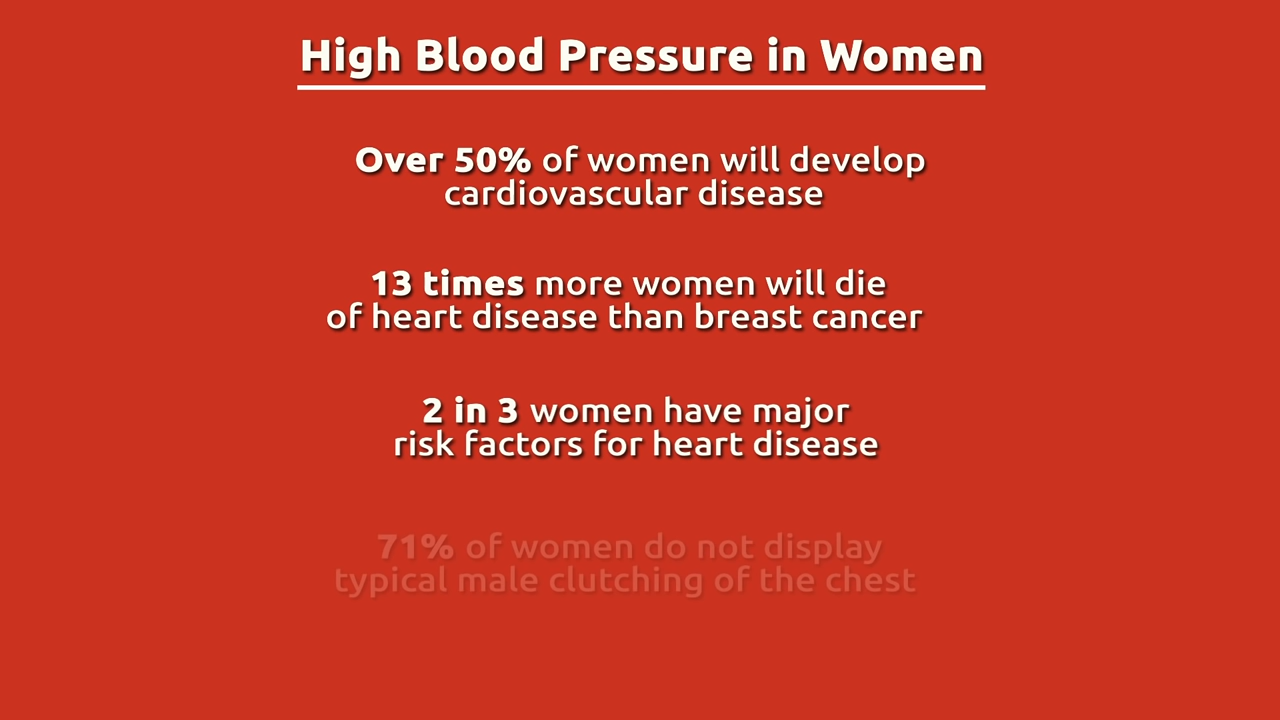 High Blood Pressure in Women
Over 50% of women will develop
cardiovascular disease
13 times more women will die
of heart disease than breast cancer
2 in 3 women have major
risk factors for heart disease
71% of women do not display
typical male clutching of the chest